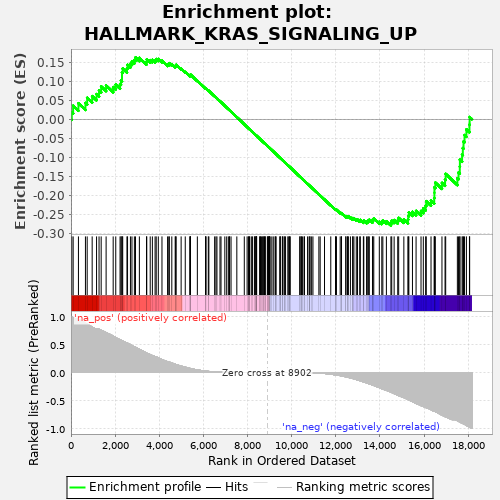 Enrichment plot:
HALLMARK_KRAS_SIGNALING_UP
Enrichment score (ES)
0.15
0.10
0.05
0.00
-0.05
-0.10
-0.15
-0.20
-0.25
-0.30
Ranked list metric (PreRanked)
1.0
0.5
0.0
-0.5
-1.0
'na_pos' (positively correlated)
Zero cross at 8902
'na_neg' (negatively correlated)
0
2,000
4,000
6,000
8,000
10,000
12,000
14,000
16,000
18,000
Rank in Ordered Dataset
Enrichment profile
Hits
Ranking metric scores